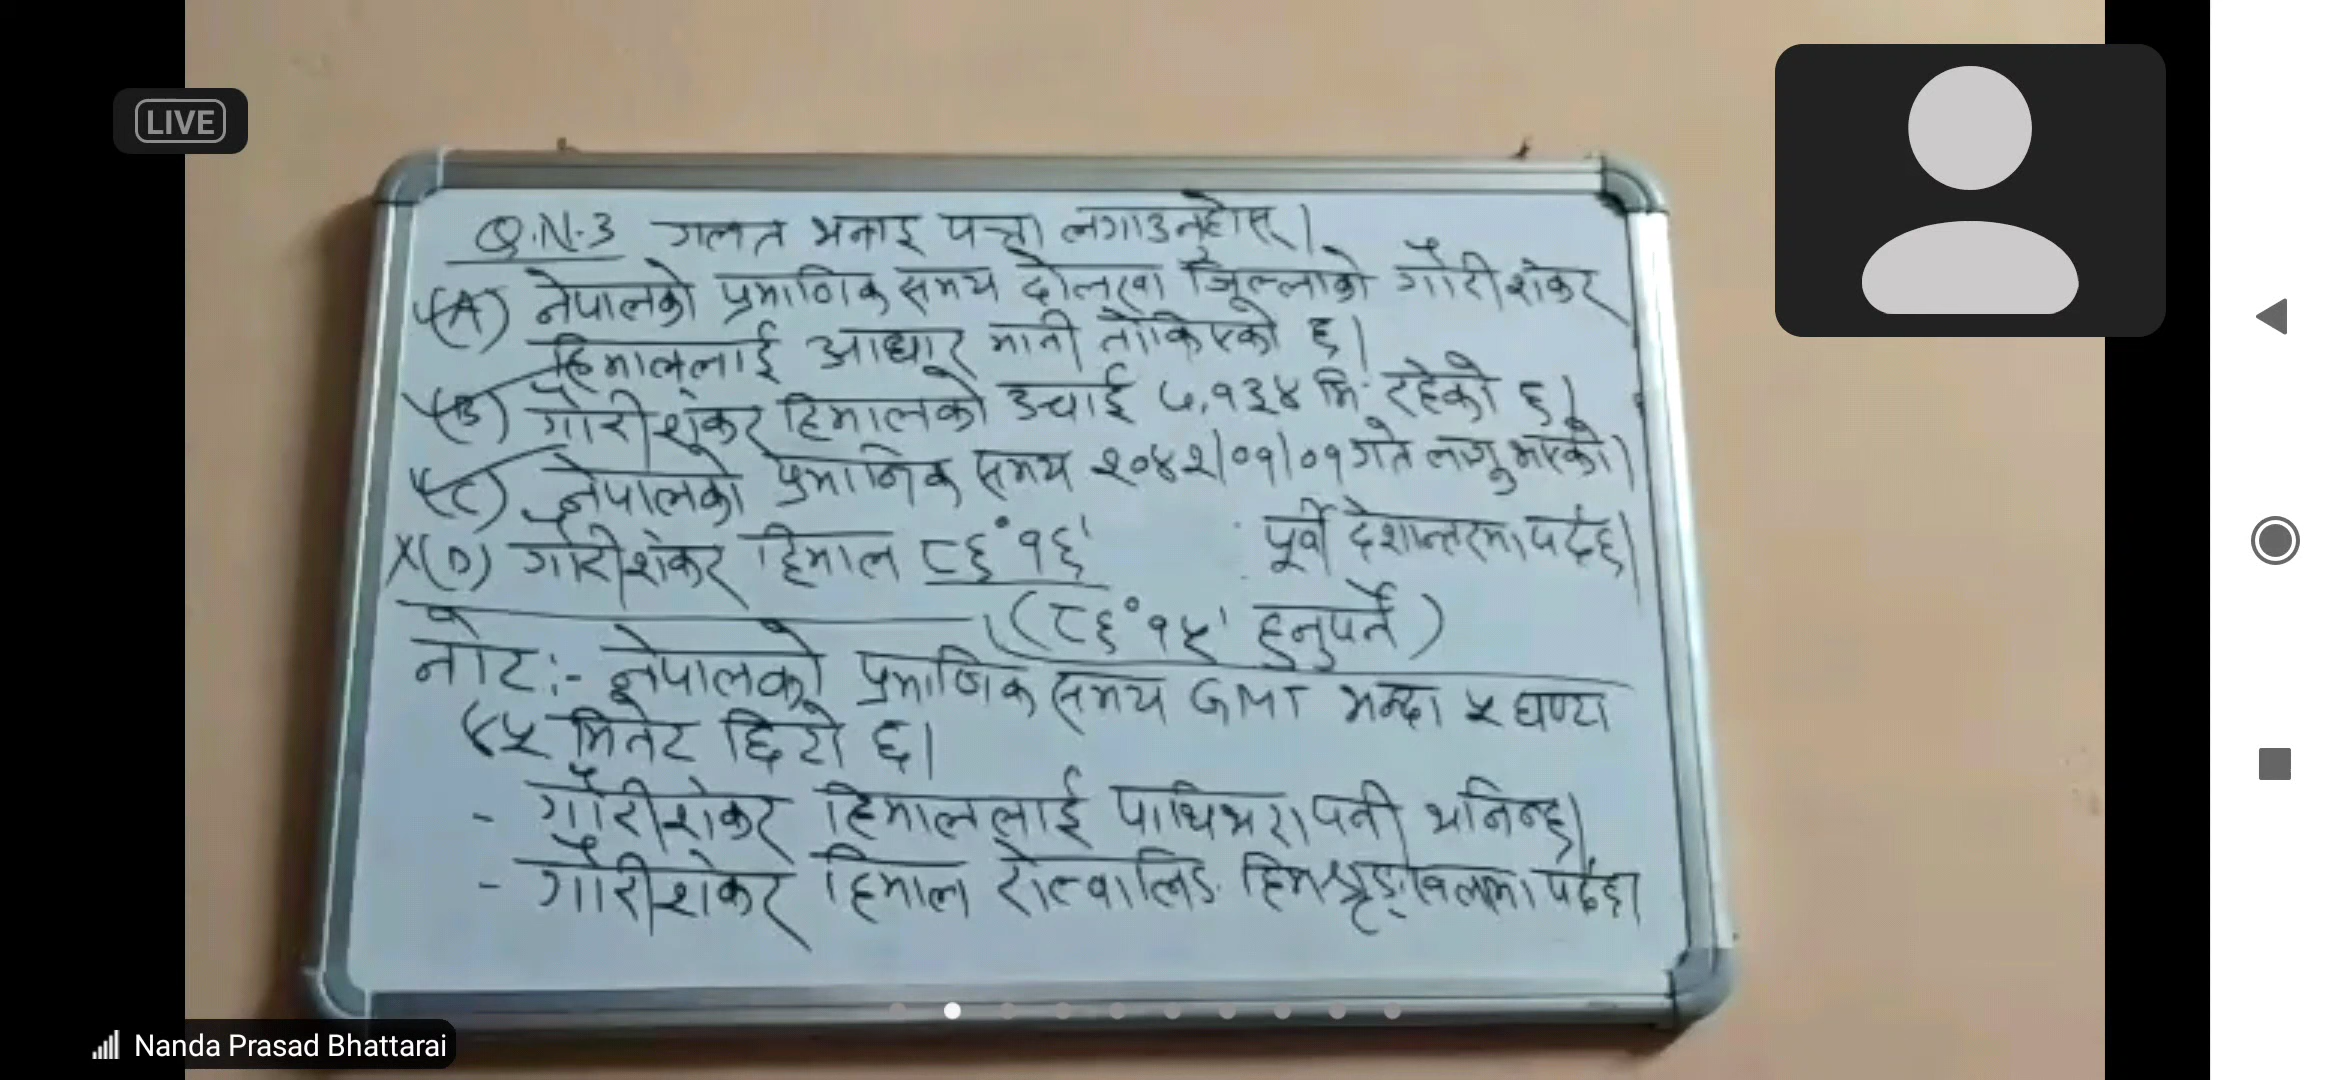 LIVE
Q.N.3 गलत भनाइ पत्ता लगाउनुहोस्।
(A) नेपालको प्रमाणिक समय दोलखा जिल्लाको गौरीशंकर
हिमाललाई आधार मानी तोकिएको छ।
(B) गौरीशंकर हिमालको उचाई ७,१३४ मि. रहेको छ।
(C) नेपालको प्रमाणिक समय २०४२।०१।०१ गते लागु भएको।
X(D) गौरीशंकर हिमाल ८६°१६' पूर्वी देशान्तरमा पर्दछ।
(८६°१५' हुनुपर्ने)
नोट:- नेपालको प्रमाणिक समय GMT भन्दा ५ घण्टा
४५ मिनेट छिटो छ।
- गौरीशंकर हिमाललाई पाथिभरा पनी भनिन्छ।
- गौरीशंकर हिमाल रोल्वालिङ हिमश्रृङ्खलामा पर्दछ।
Nanda Prasad Bhattarai